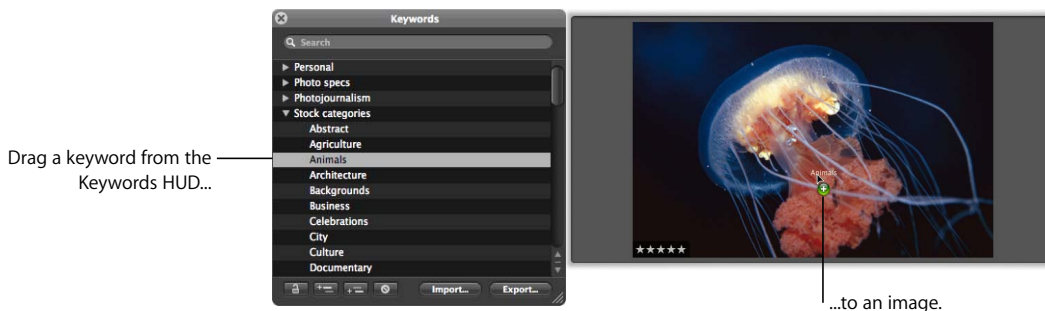 Keywords
Search
Personal
Photo specs
Photojournalism
Stock categories
Abstract
Agriculture
Animals
Architecture
Backgrounds
Business
Celebrations
City
Culture
Documentary
Import...
Export...
Drag a keyword from the
Keywords HUD...
Animals
★★★★★
...to an image.